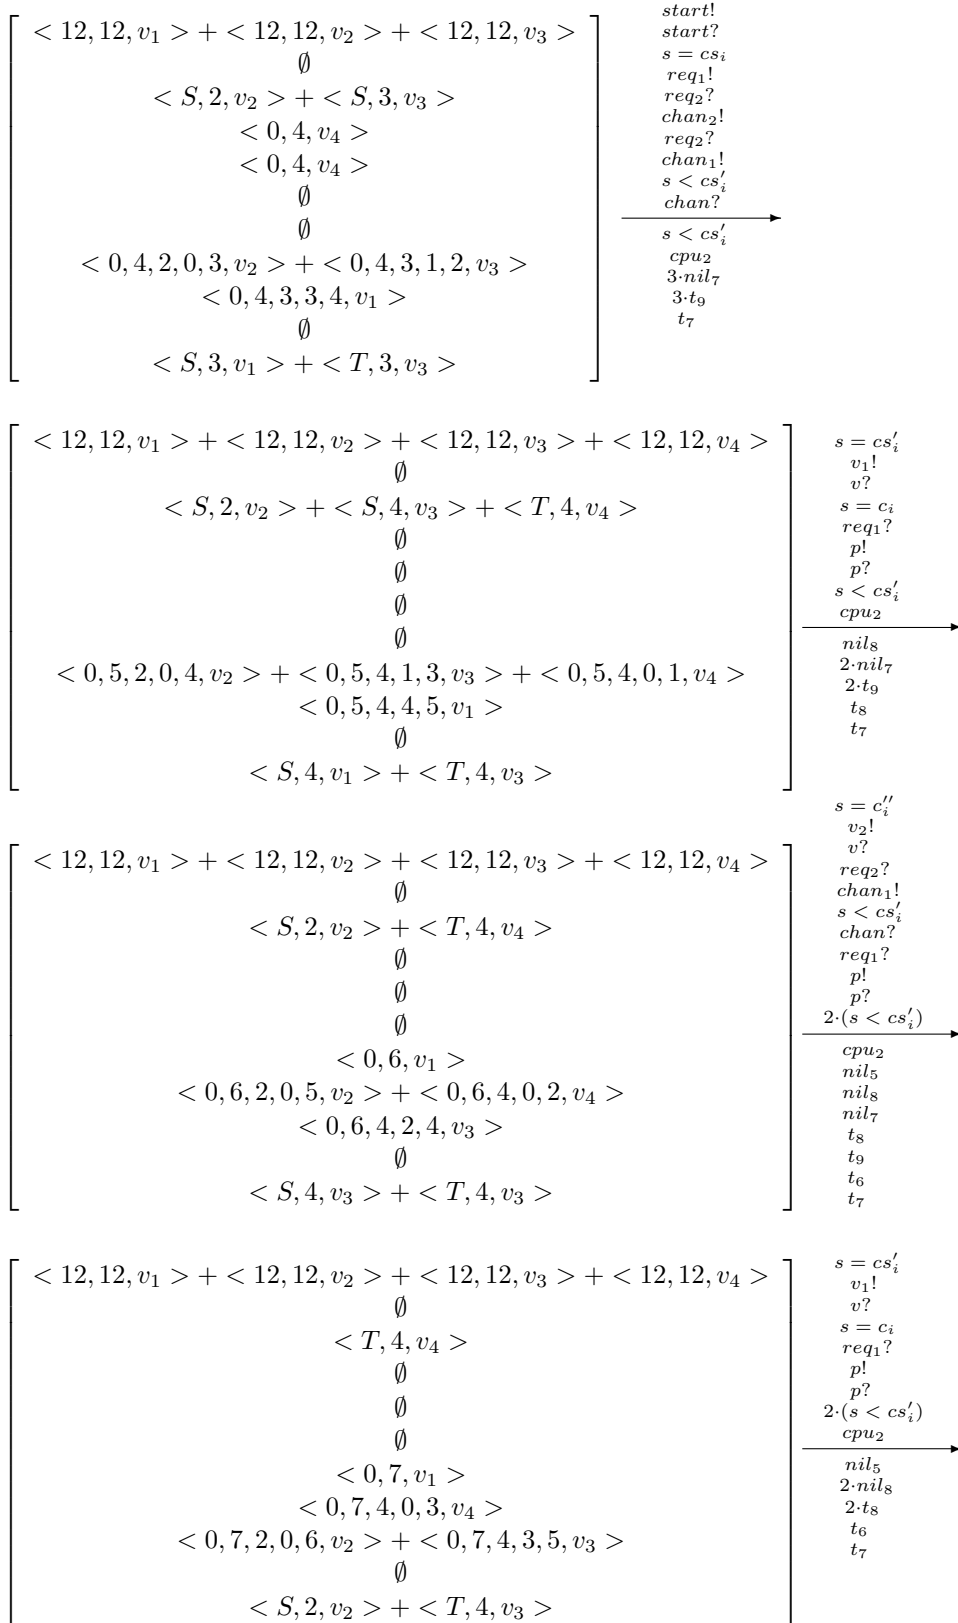 < 12, 12, v₁ > + < 12, 12, v₂ > + < 12, 12, v₃ >
∅
< S, 2, v₂ > + < S, 3, v₃ >
< 0, 4, v₄ >
< 0, 4, v₄ >
∅
∅
< 0, 4, 2, 0, 3, v₂ > + < 0, 4, 3, 1, 2, v₃ >
< 0, 4, 3, 3, 4, v₁ >
∅
< S, 3, v₁ > + < T, 3, v₃ >
start!
start?
s = csᵢ
req₁!
req₂?
chan₂!
req₂?
chan₁!
s < cs′ᵢ
chan?
s < cs′ᵢ
cpu₂
3·nil₇
3·t₉
t₇
< 12, 12, v₁ > + < 12, 12, v₂ > + < 12, 12, v₃ > + < 12, 12, v₄ >
∅
< S, 2, v₂ > + < S, 4, v₃ > + < T, 4, v₄ >
∅
∅
∅
∅
< 0, 5, 2, 0, 4, v₂ > + < 0, 5, 4, 1, 3, v₃ > + < 0, 5, 4, 0, 1, v₄ >
< 0, 5, 4, 4, 5, v₁ >
∅
< S, 4, v₁ > + < T, 4, v₃ >
s = cs′ᵢ
v₁!
v?
s = cᵢ
req₁?
p!
p?
s < cs′ᵢ
cpu₂
nil₈
2·nil₇
2·t₉
t₈
t₇
< 12, 12, v₁ > + < 12, 12, v₂ > + < 12, 12, v₃ > + < 12, 12, v₄ >
∅
< S, 2, v₂ > + < T, 4, v₄ >
∅
∅
∅
< 0, 6, v₁ >
< 0, 6, 2, 0, 5, v₂ > + < 0, 6, 4, 0, 2, v₄ >
< 0, 6, 4, 2, 4, v₃ >
∅
< S, 4, v₃ > + < T, 4, v₃ >
s = c″ᵢ
v₂!
v?
req₂?
chan₁!
s < cs′ᵢ
chan?
req₁?
p!
p?
2·(s < cs′ᵢ)
cpu₂
nil₅
nil₈
nil₇
t₈
t₉
t₆
t₇
< 12, 12, v₁ > + < 12, 12, v₂ > + < 12, 12, v₃ > + < 12, 12, v₄ >
∅
< T, 4, v₄ >
∅
∅
∅
< 0, 7, v₁ >
< 0, 7, 4, 0, 3, v₄ >
< 0, 7, 2, 0, 6, v₂ > + < 0, 7, 4, 3, 5, v₃ >
∅
< S, 2, v₂ > + < T, 4, v₃ >
s = cs′ᵢ
v₁!
v?
s = cᵢ
req₁?
p!
p?
2·(s < cs′ᵢ)
cpu₂
nil₅
2·nil₈
2·t₈
t₆
t₇